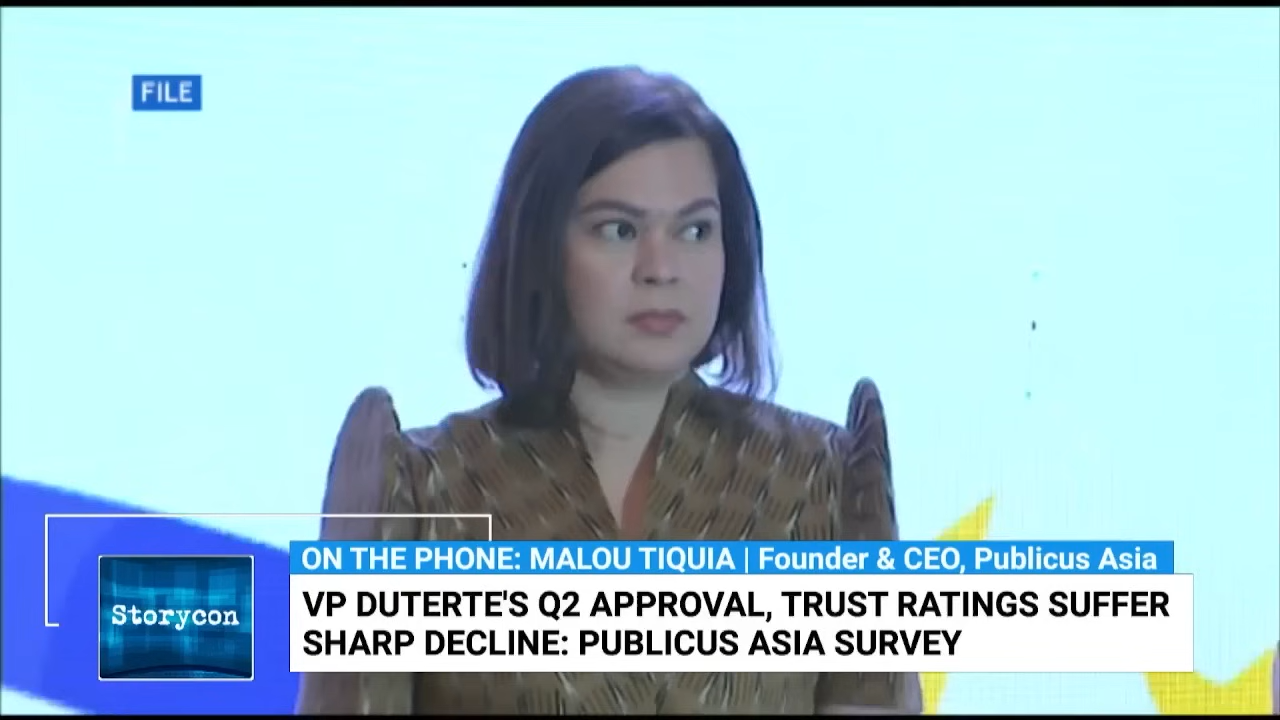 FILE
ON THE PHONE: MALOU TIQUIA | Founder & CEO, Publicus Asia
Storycon
VP DUTERTE'S Q2 APPROVAL, TRUST RATINGS SUFFER
SHARP DECLINE: PUBLICUS ASIA SURVEY